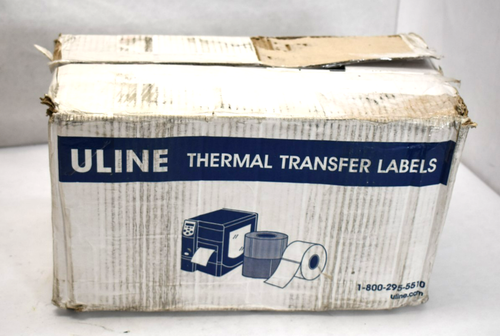 ULINE THERMAL TRANSFER LABELS
1-800-295-5510
uline.com